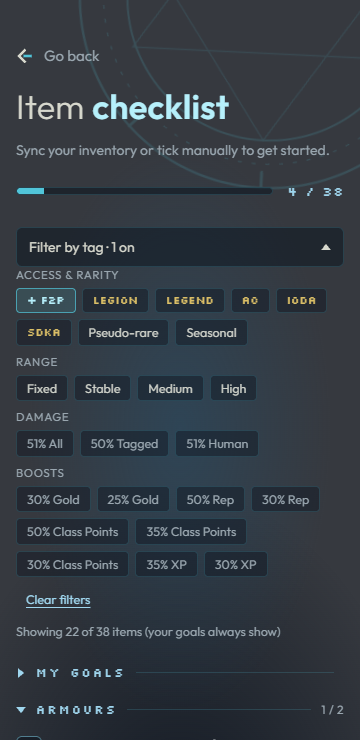 Go back
Item checklist
Sync your inventory or tick manually to get started.
4 / 38
Filter by tag · 1 on
ACCESS & RARITY
+ F2P LEGION LEGEND AC IODA
SDKA Pseudo-rare Seasonal
RANGE
Fixed Stable Medium High
DAMAGE
51% All 50% Tagged 51% Human
BOOSTS
30% Gold 25% Gold 50% Rep 30% Rep
50% Class Points 35% Class Points
30% Class Points 35% XP 30% XP
Clear filters
Showing 22 of 38 items (your goals always show)
MY GOALS
ARMOURS 1 / 2